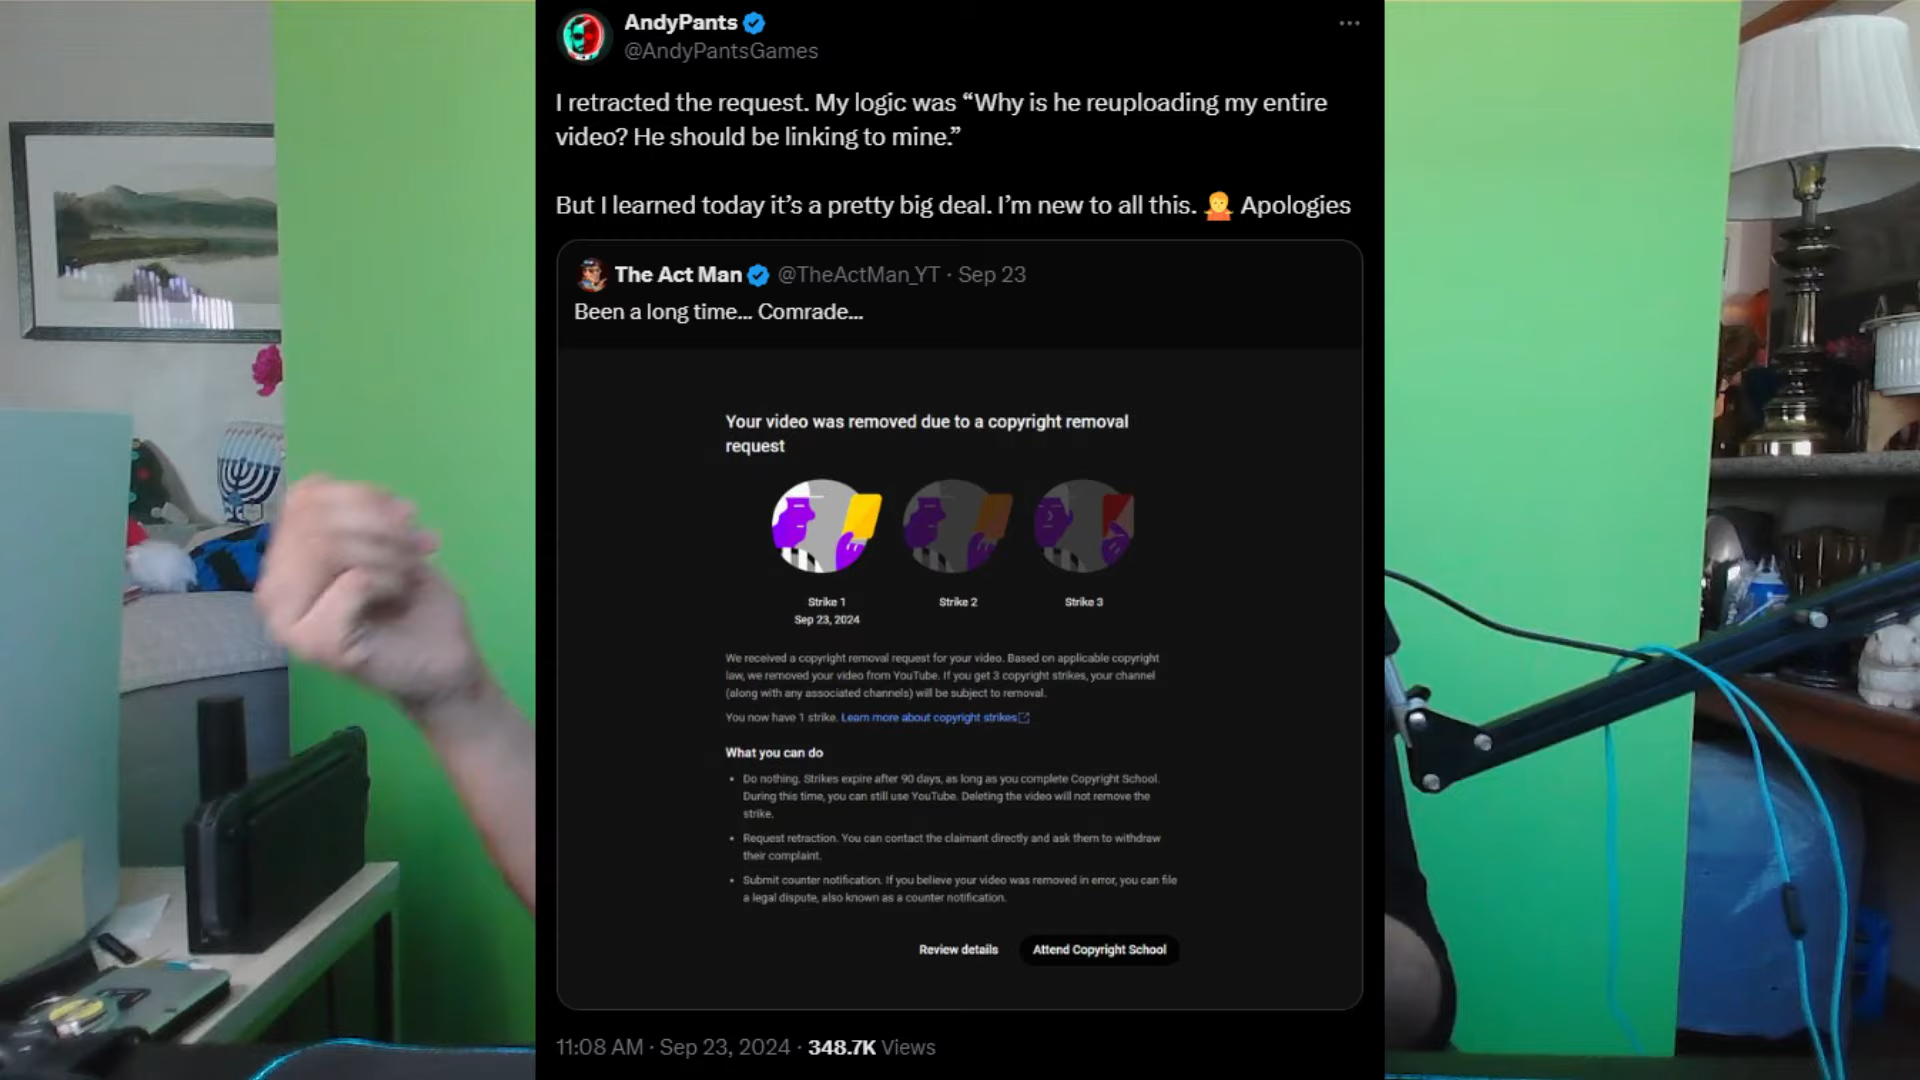 AndyPants
@AndyPantsGames
I retracted the request. My logic was “Why is he reuploading my entire
video? He should be linking to mine.”
But I learned today it’s a pretty big deal. I’m new to all this. 🤷 Apologies
The Act Man @TheActMan_YT · Sep 23
Been a long time... Comrade...
Your video was removed due to a copyright removal
request
Strike 1
Sep 23, 2024
Strike 2
Strike 3
We received a copyright removal request for your video. Based on applicable copyright
law, we removed your video from YouTube. If you get 3 copyright strikes, your channel
(along with any associated channels) will be subject to removal.
You now have 1 strike. Learn more about copyright strikes
What you can do
• Do nothing. Strikes expire after 90 days, as long as you complete Copyright School.
During this time, you can still use YouTube. Deleting the video will not remove the
strike.
• Request retraction. You can contact the claimant directly and ask them to withdraw
their complaint.
• Submit counter notification. If you believe your video was removed in error, you can file
a legal dispute, also known as a counter notification.
Review details
Attend Copyright School
11:08 AM · Sep 23, 2024 · 348.7K Views